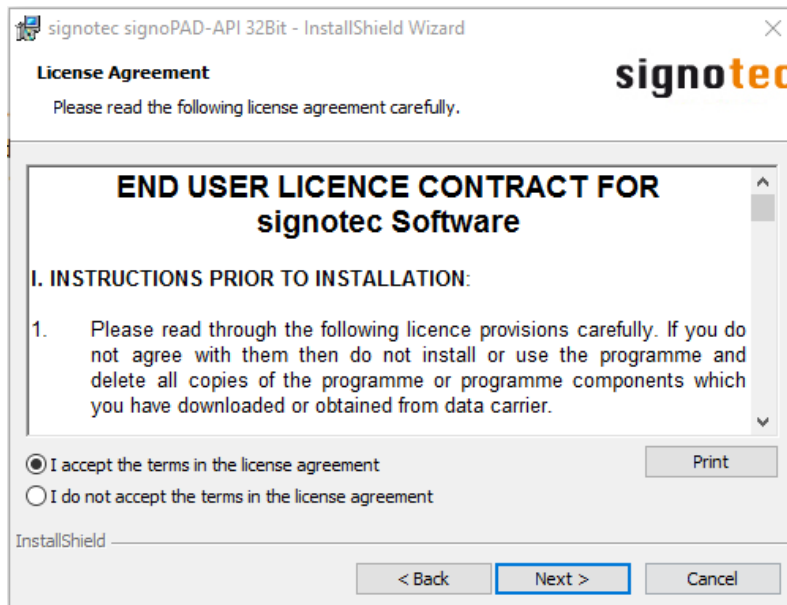 signotec signoPAD-API 32Bit - InstallShield Wizard
License Agreement
signotec
Please read the following license agreement carefully.
END USER LICENCE CONTRACT FOR
signotec Software
I. INSTRUCTIONS PRIOR TO INSTALLATION:
1. Please read through the following licence provisions carefully. If you do
not agree with them then do not install or use the programme and
delete all copies of the programme or programme components which
you have downloaded or obtained from data carrier.
I accept the terms in the license agreement
Print
I do not accept the terms in the license agreement
InstallShield
< Back
Next >
Cancel